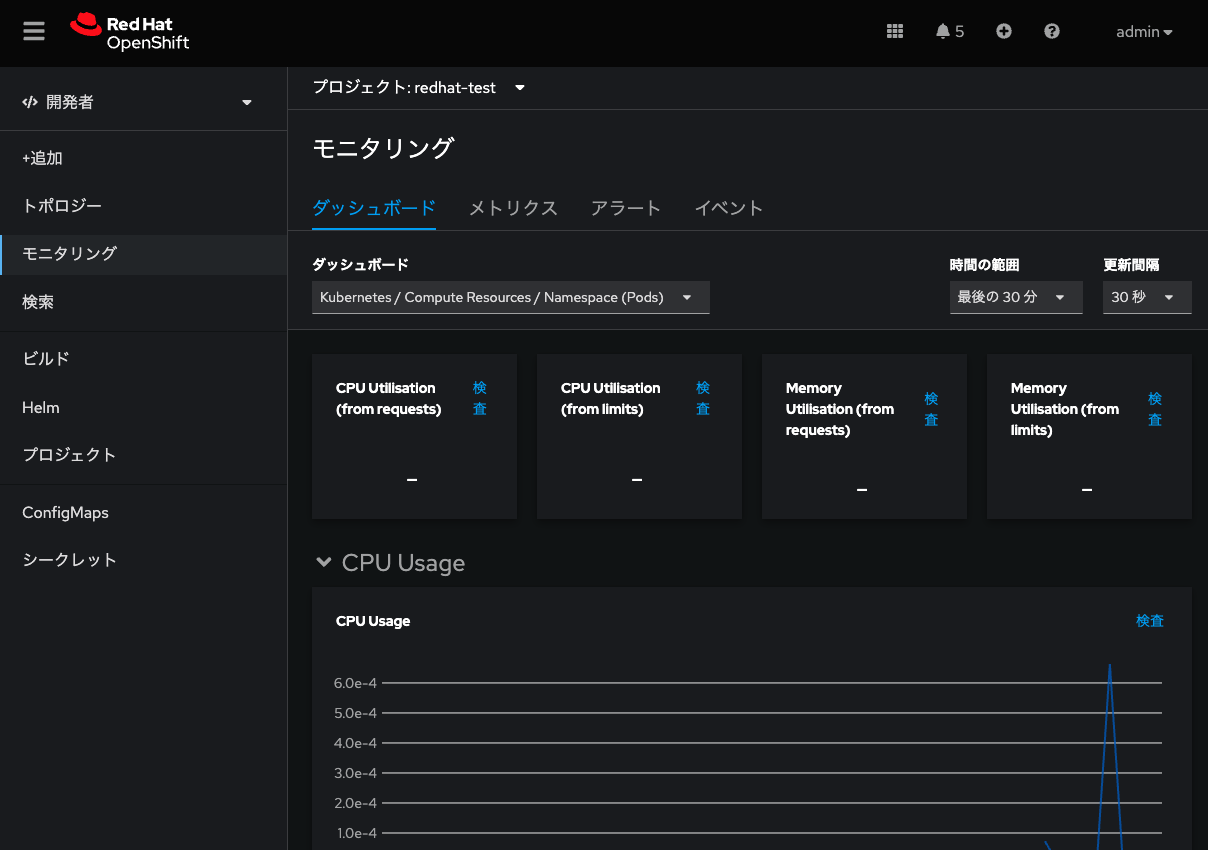 Red Hat
OpenShift
5
admin
開発者
+追加
トポロジー
モニタリング
検索
ビルド
Helm
プロジェクト
ConfigMaps
シークレット
プロジェクト: redhat-test
モニタリング
ダッシュボード
メトリクス
アラート
イベント
ダッシュボード
Kubernetes / Compute Resources / Namespace (Pods)
時間の範囲
最後の 30 分
更新間隔
30 秒
CPU Utilisation
(from requests)
検
査
–
CPU Utilisation
(from limits)
検
査
–
Memory
Utilisation (from
requests)
検
査
–
Memory
Utilisation (from
limits)
検
査
–
CPU Usage
CPU Usage
検査
6.0e-4
5.0e-4
4.0e-4
3.0e-4
2.0e-4
1.0e-4